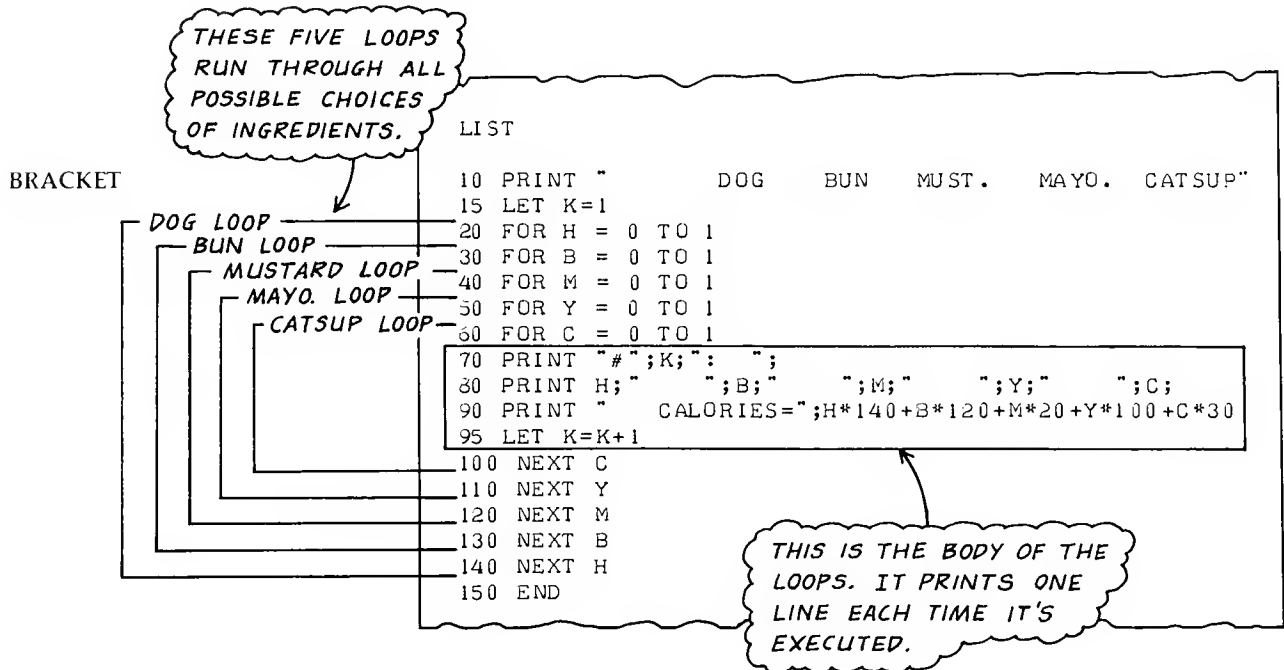 THESE FIVE LOOPS
RUN THROUGH ALL
POSSIBLE CHOICES
OF INGREDIENTS.
LIST
BRACKET
10 PRINT "        DOG    BUN    MUST.    MAYO.   CATSUP"
15 LET K=1
DOG LOOP
20 FOR H = 0 TO 1
BUN LOOP
30 FOR B = 0 TO 1
MUSTARD LOOP
40 FOR M = 0 TO 1
MAYO. LOOP
50 FOR Y = 0 TO 1
CATSUP LOOP
60 FOR C = 0 TO 1
70 PRINT "#";K;":   ";
80 PRINT H;"      ";B;"      ";M;"      ";Y;"      ";C;
90 PRINT "    CALORIES=";H*140+B*120+M*20+Y*100+C*30
95 LET K=K+1
100 NEXT C
110 NEXT Y
120 NEXT M
130 NEXT B
140 NEXT H
150 END
THIS IS THE BODY OF THE
LOOPS. IT PRINTS ONE
LINE EACH TIME IT'S
EXECUTED.